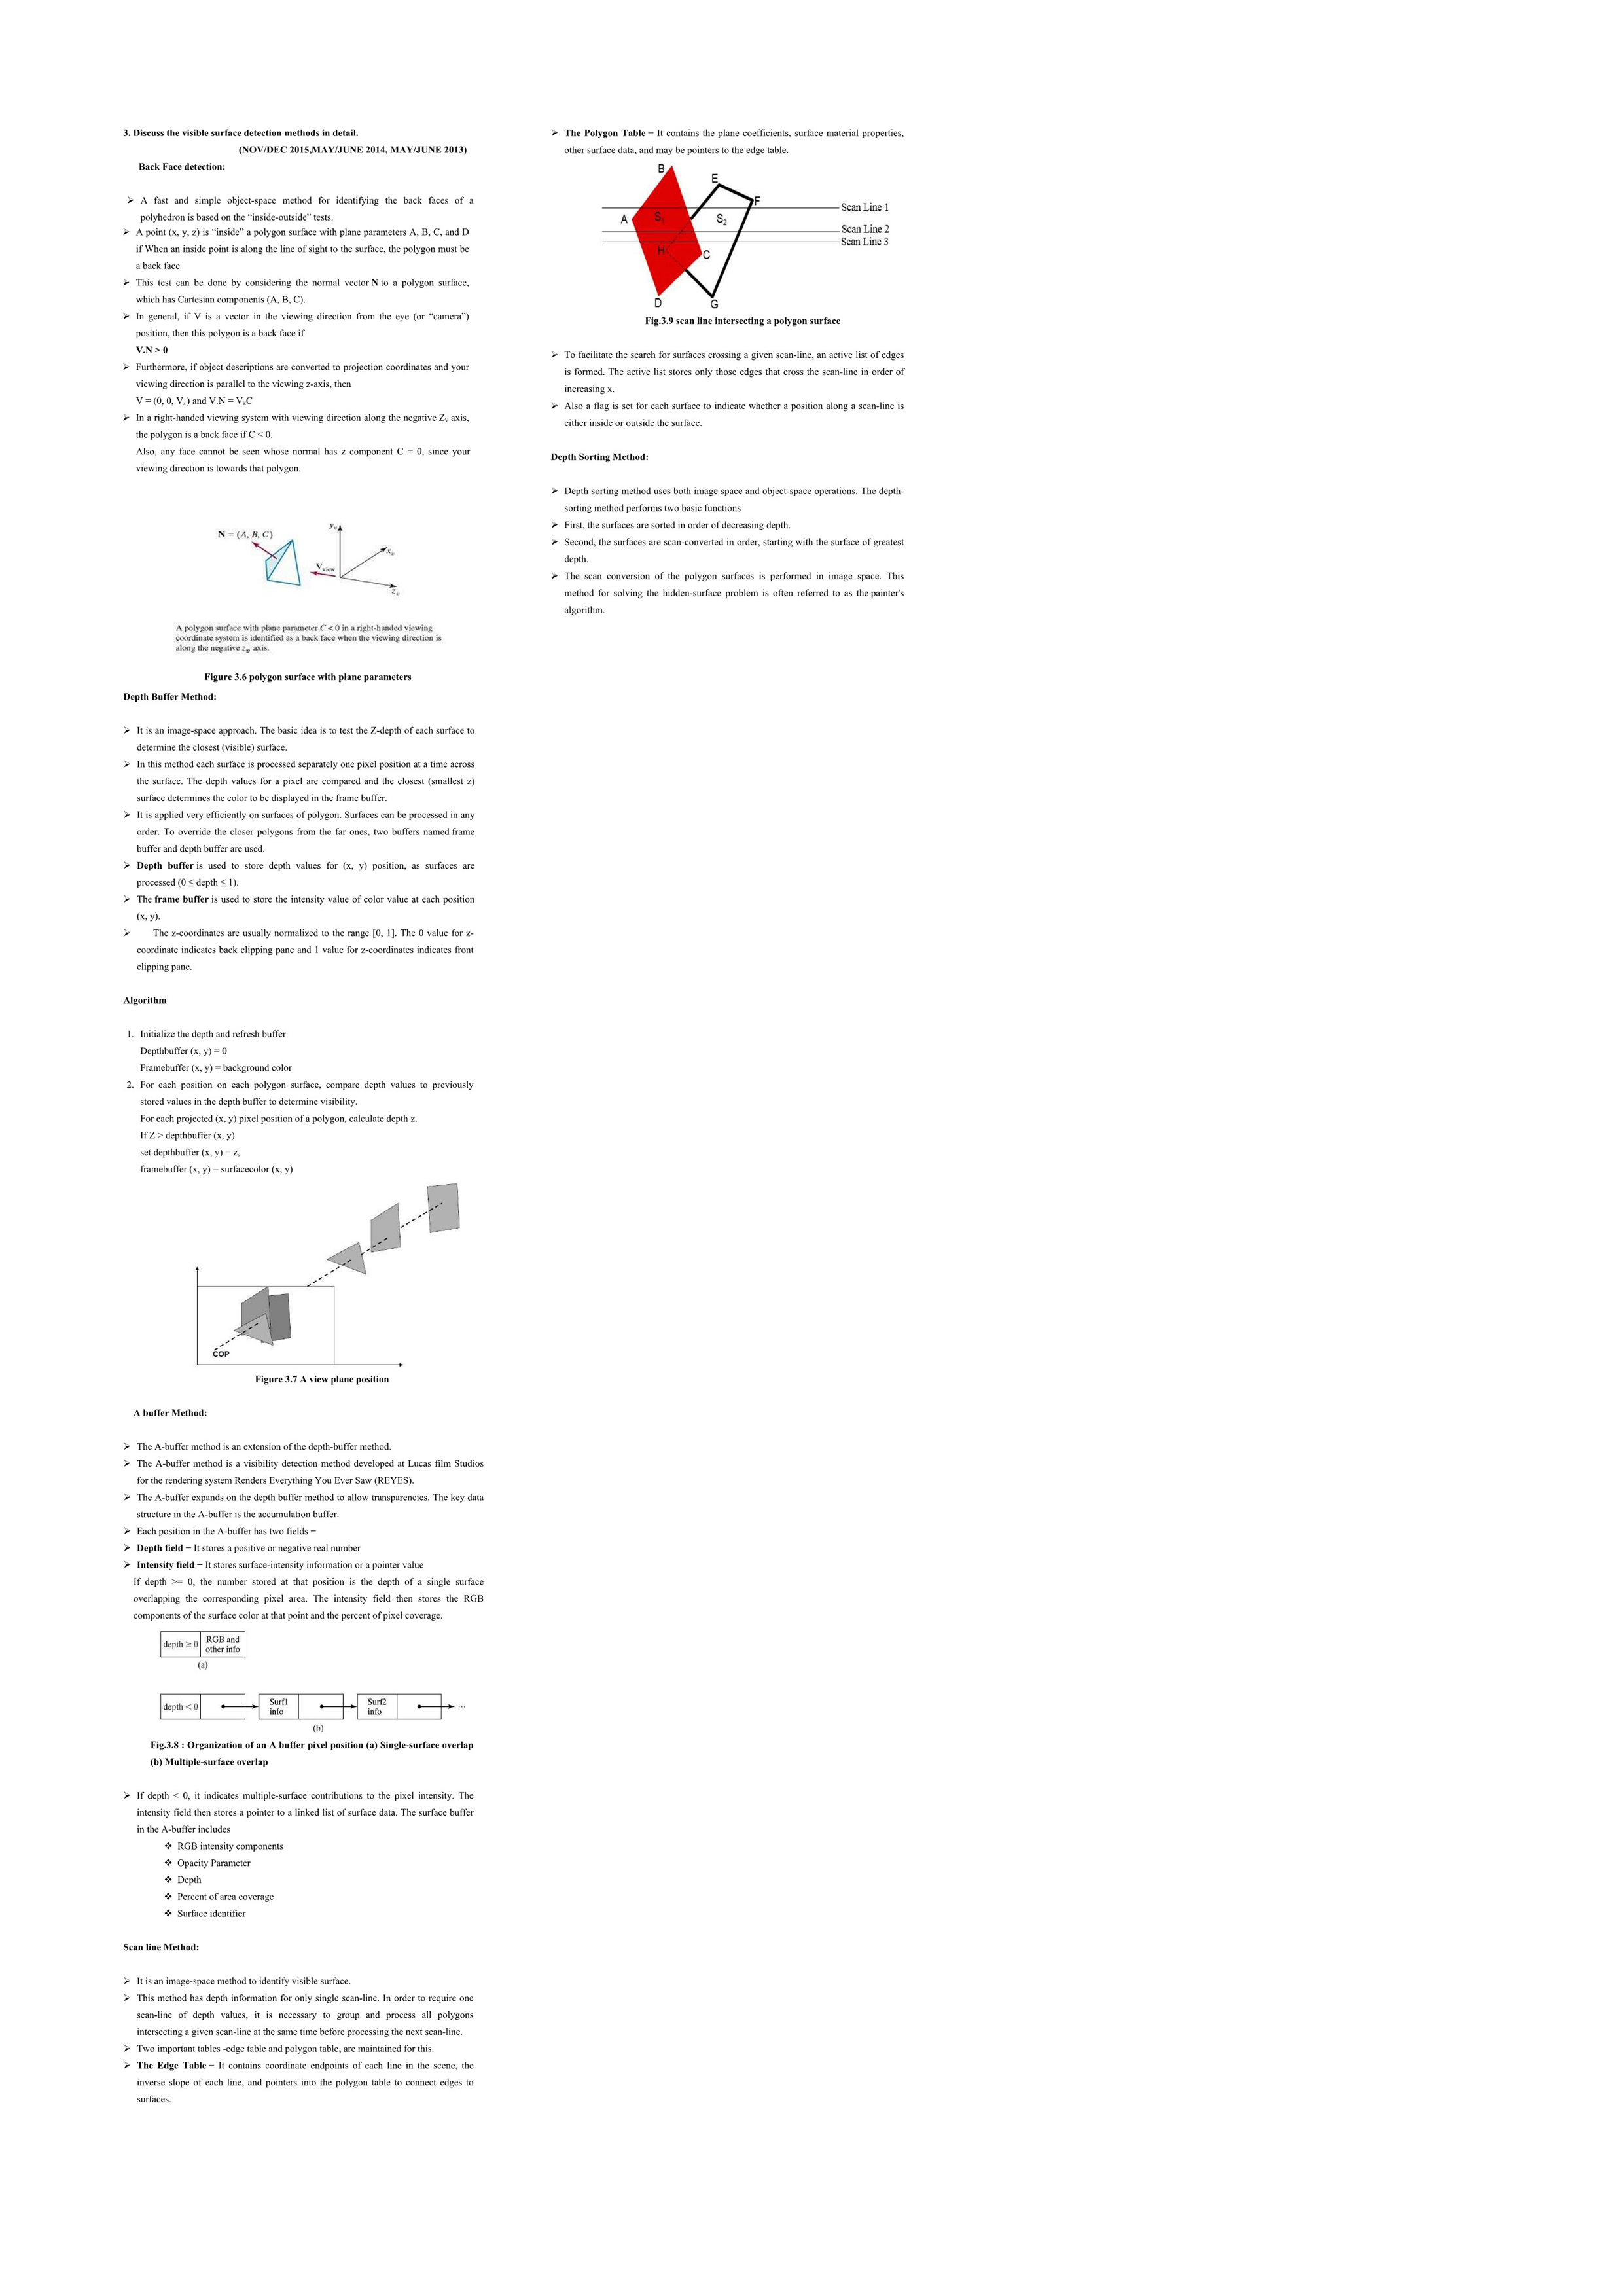 3. Discuss the visible surface detection methods in detail.
(NOV/DEC 2015,MAY/JUNE 2014, MAY/JUNE 2013)
Back Face detection:
➢ A fast and simple object-space method for identifying the back faces of a
polyhedron is based on the “inside-outside” tests.
➢ A point (x, y, z) is “inside” a polygon surface with plane parameters A, B, C, and D
if When an inside point is along the line of sight to the surface, the polygon must be
a back face
➢ This test can be done by considering the normal vector N to a polygon surface,
which has Cartesian components (A, B, C).
➢ In general, if V is a vector in the viewing direction from the eye (or “camera”)
position, then this polygon is a back face if
V.N > 0
➢ Furthermore, if object descriptions are converted to projection coordinates and your
viewing direction is parallel to the viewing z-axis, then
V = (0, 0, Vz) and V.N = VzC
➢ In a right-handed viewing system with viewing direction along the negative Zv axis,
the polygon is a back face if C < 0.
Also, any face cannot be seen whose normal has z component C = 0, since your
viewing direction is towards that polygon.
N = (A, B, C)
yv
xv
Vview
zv
A polygon surface with plane parameter C < 0 in a right-handed viewing
coordinate system is identified as a back face when the viewing direction is
along the negative zv axis.
Figure 3.6 polygon surface with plane parameters
Depth Buffer Method:
➢ It is an image-space approach. The basic idea is to test the Z-depth of each surface to
determine the closest (visible) surface.
➢ In this method each surface is processed separately one pixel position at a time across
the surface. The depth values for a pixel are compared and the closest (smallest z)
surface determines the color to be displayed in the frame buffer.
➢ It is applied very efficiently on surfaces of polygon. Surfaces can be processed in any
order. To override the closer polygons from the far ones, two buffers named frame
buffer and depth buffer are used.
➢ Depth buffer is used to store depth values for (x, y) position, as surfaces are
processed (0 ≤ depth ≤ 1).
➢ The frame buffer is used to store the intensity value of color value at each position
(x, y).
➢ The z-coordinates are usually normalized to the range [0, 1]. The 0 value for z-
coordinate indicates back clipping pane and 1 value for z-coordinates indicates front
clipping pane.
Algorithm
1. Initialize the depth and refresh buffer
Depthbuffer (x, y) = 0
Framebuffer (x, y) = background color
2. For each position on each polygon surface, compare depth values to previously
stored values in the depth buffer to determine visibility.
For each projected (x, y) pixel position of a polygon, calculate depth z.
If Z > depthbuffer (x, y)
set depthbuffer (x, y) = z,
framebuffer (x, y) = surfacecolor (x, y)
COP
Figure 3.7 A view plane position
A buffer Method:
➢ The A-buffer method is an extension of the depth-buffer method.
➢ The A-buffer method is a visibility detection method developed at Lucas film Studios
for the rendering system Renders Everything You Ever Saw (REYES).
➢ The A-buffer expands on the depth buffer method to allow transparencies. The key data
structure in the A-buffer is the accumulation buffer.
➢ Each position in the A-buffer has two fields −
➢ Depth field − It stores a positive or negative real number
➢ Intensity field − It stores surface-intensity information or a pointer value
If depth >= 0, the number stored at that position is the depth of a single surface
overlapping the corresponding pixel area. The intensity field then stores the RGB
components of the surface color at that point and the percent of pixel coverage.
depth ≥ 0
RGB and
other info
(a)
depth < 0
Surf1
info
Surf2
info
...
(b)
Fig.3.8 : Organization of an A buffer pixel position (a) Single-surface overlap
(b) Multiple-surface overlap
➢ If depth < 0, it indicates multiple-surface contributions to the pixel intensity. The
intensity field then stores a pointer to a linked list of surface data. The surface buffer
in the A-buffer includes
❖ RGB intensity components
❖ Opacity Parameter
❖ Depth
❖ Percent of area coverage
❖ Surface identifier
Scan line Method:
➢ It is an image-space method to identify visible surface.
➢ This method has depth information for only single scan-line. In order to require one
scan-line of depth values, it is necessary to group and process all polygons
intersecting a given scan-line at the same time before processing the next scan-line.
➢ Two important tables -edge table and polygon table, are maintained for this.
➢ The Edge Table − It contains coordinate endpoints of each line in the scene, the
inverse slope of each line, and pointers into the polygon table to connect edges to
surfaces.
➢ The Polygon Table − It contains the plane coefficients, surface material properties,
other surface data, and may be pointers to the edge table.
B
E
F
Scan Line 1
A
S1
S2
Scan Line 2
Scan Line 3
H
C
D
G
Fig.3.9 scan line intersecting a polygon surface
➢ To facilitate the search for surfaces crossing a given scan-line, an active list of edges
is formed. The active list stores only those edges that cross the scan-line in order of
increasing x.
➢ Also a flag is set for each surface to indicate whether a position along a scan-line is
either inside or outside the surface.
Depth Sorting Method:
➢ Depth sorting method uses both image space and object-space operations. The depth-
sorting method performs two basic functions
➢ First, the surfaces are sorted in order of decreasing depth.
➢ Second, the surfaces are scan-converted in order, starting with the surface of greatest
depth.
➢ The scan conversion of the polygon surfaces is performed in image space. This
method for solving the hidden-surface problem is often referred to as the painter's
algorithm.